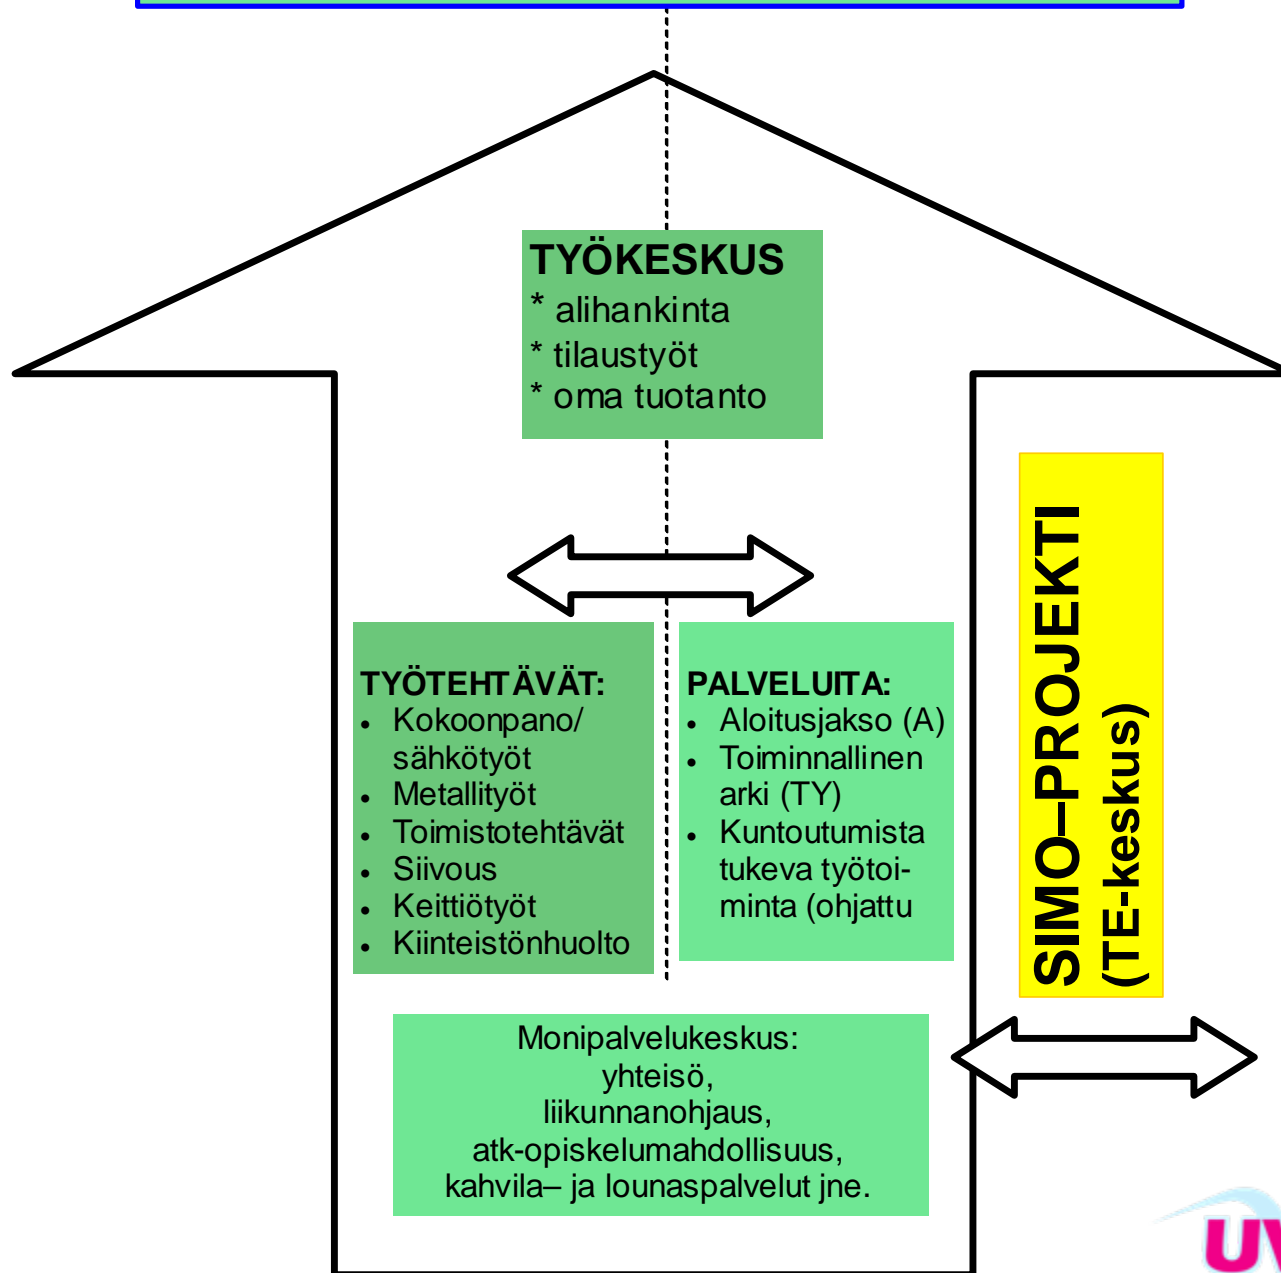 TYÖKESKUS
* alihankinta
* tilaustyöt
* oma tuotanto
TYÖTEHTÄVÄT:
• Kokoonpano/
sähkötyöt
• Metallityöt
• Toimistotehtävät
• Siivous
• Keittiötyöt
• Kiinteistönhuolto
PALVELUITA:
• Aloitusjakso (A)
• Toiminnallinen
arki (TY)
• Kuntoutumista
tukeva työtoi-
minta (ohjattu
SIMO–PROJEKTI
(TE-keskus)
Monipalvelukeskus:
yhteisö,
liikunnanohjaus,
atk-opiskelumahdollisuus,
kahvila– ja lounaspalvelut jne.